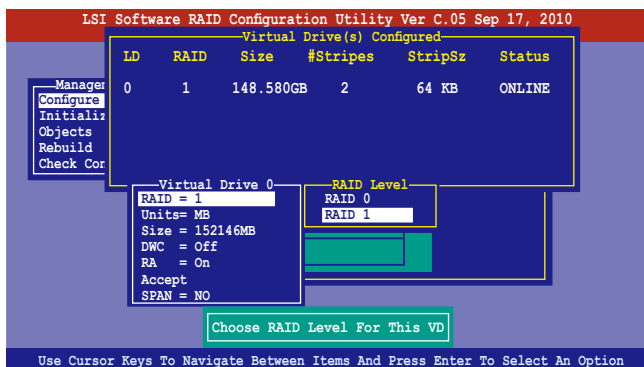 LSI Software RAID Configuration Utility Ver C.05 Sep 17, 2010
Virtual Drive(s) Configured
LD RAID Size #Stripes StripSz Status
0 1 148.580GB 2 64 KB ONLINE
Configure
Objects
Rebuild
Virtual Drive 0
RAID = 1
Units= MB
Size = 152146MB
DWC = Off
RA = On
Accept
SPAN = NO
RAID Level
RAID 0
RAID 1
Choose RAID Level For This VD
Use Cursor Keys To Navigate Between Items And Press Enter To Select An Option